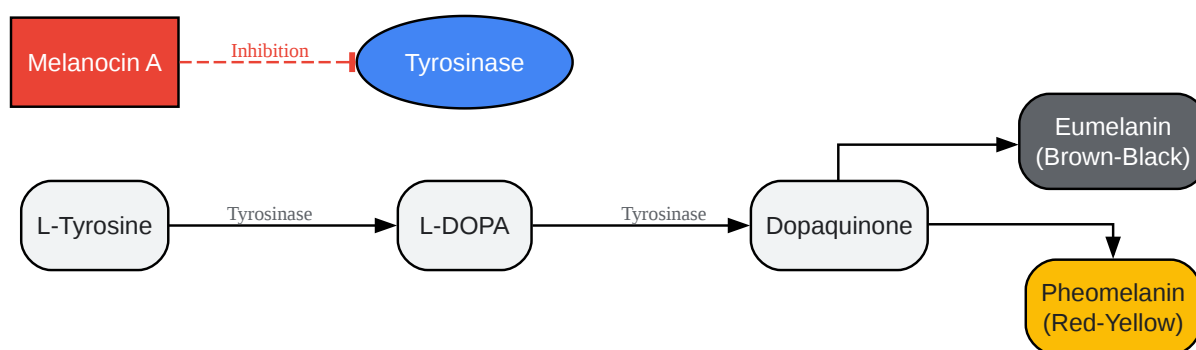 Melanocin A
Inhibition
Tyrosinase
Eumelanin
(Brown-Black)
L-Tyrosine
Tyrosinase
L-DOPA
Tyrosinase
Dopaquinone
Pheomelanin
(Red-Yellow)